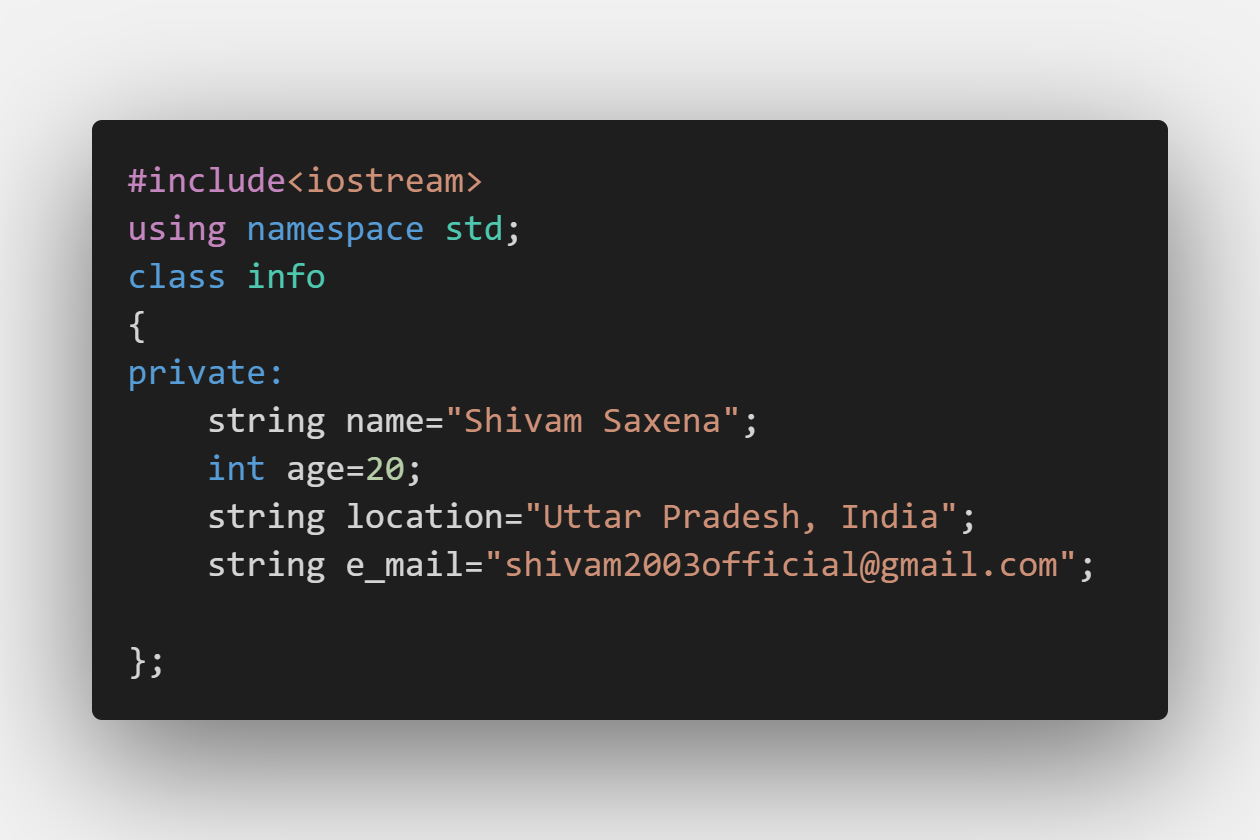 #include<iostream>
using namespace std;
class info
{
private:
    string name="Shivam Saxena";
    int age=20;
    string location="Uttar Pradesh, India";
    string e_mail="shivam2003official@gmail.com";

};